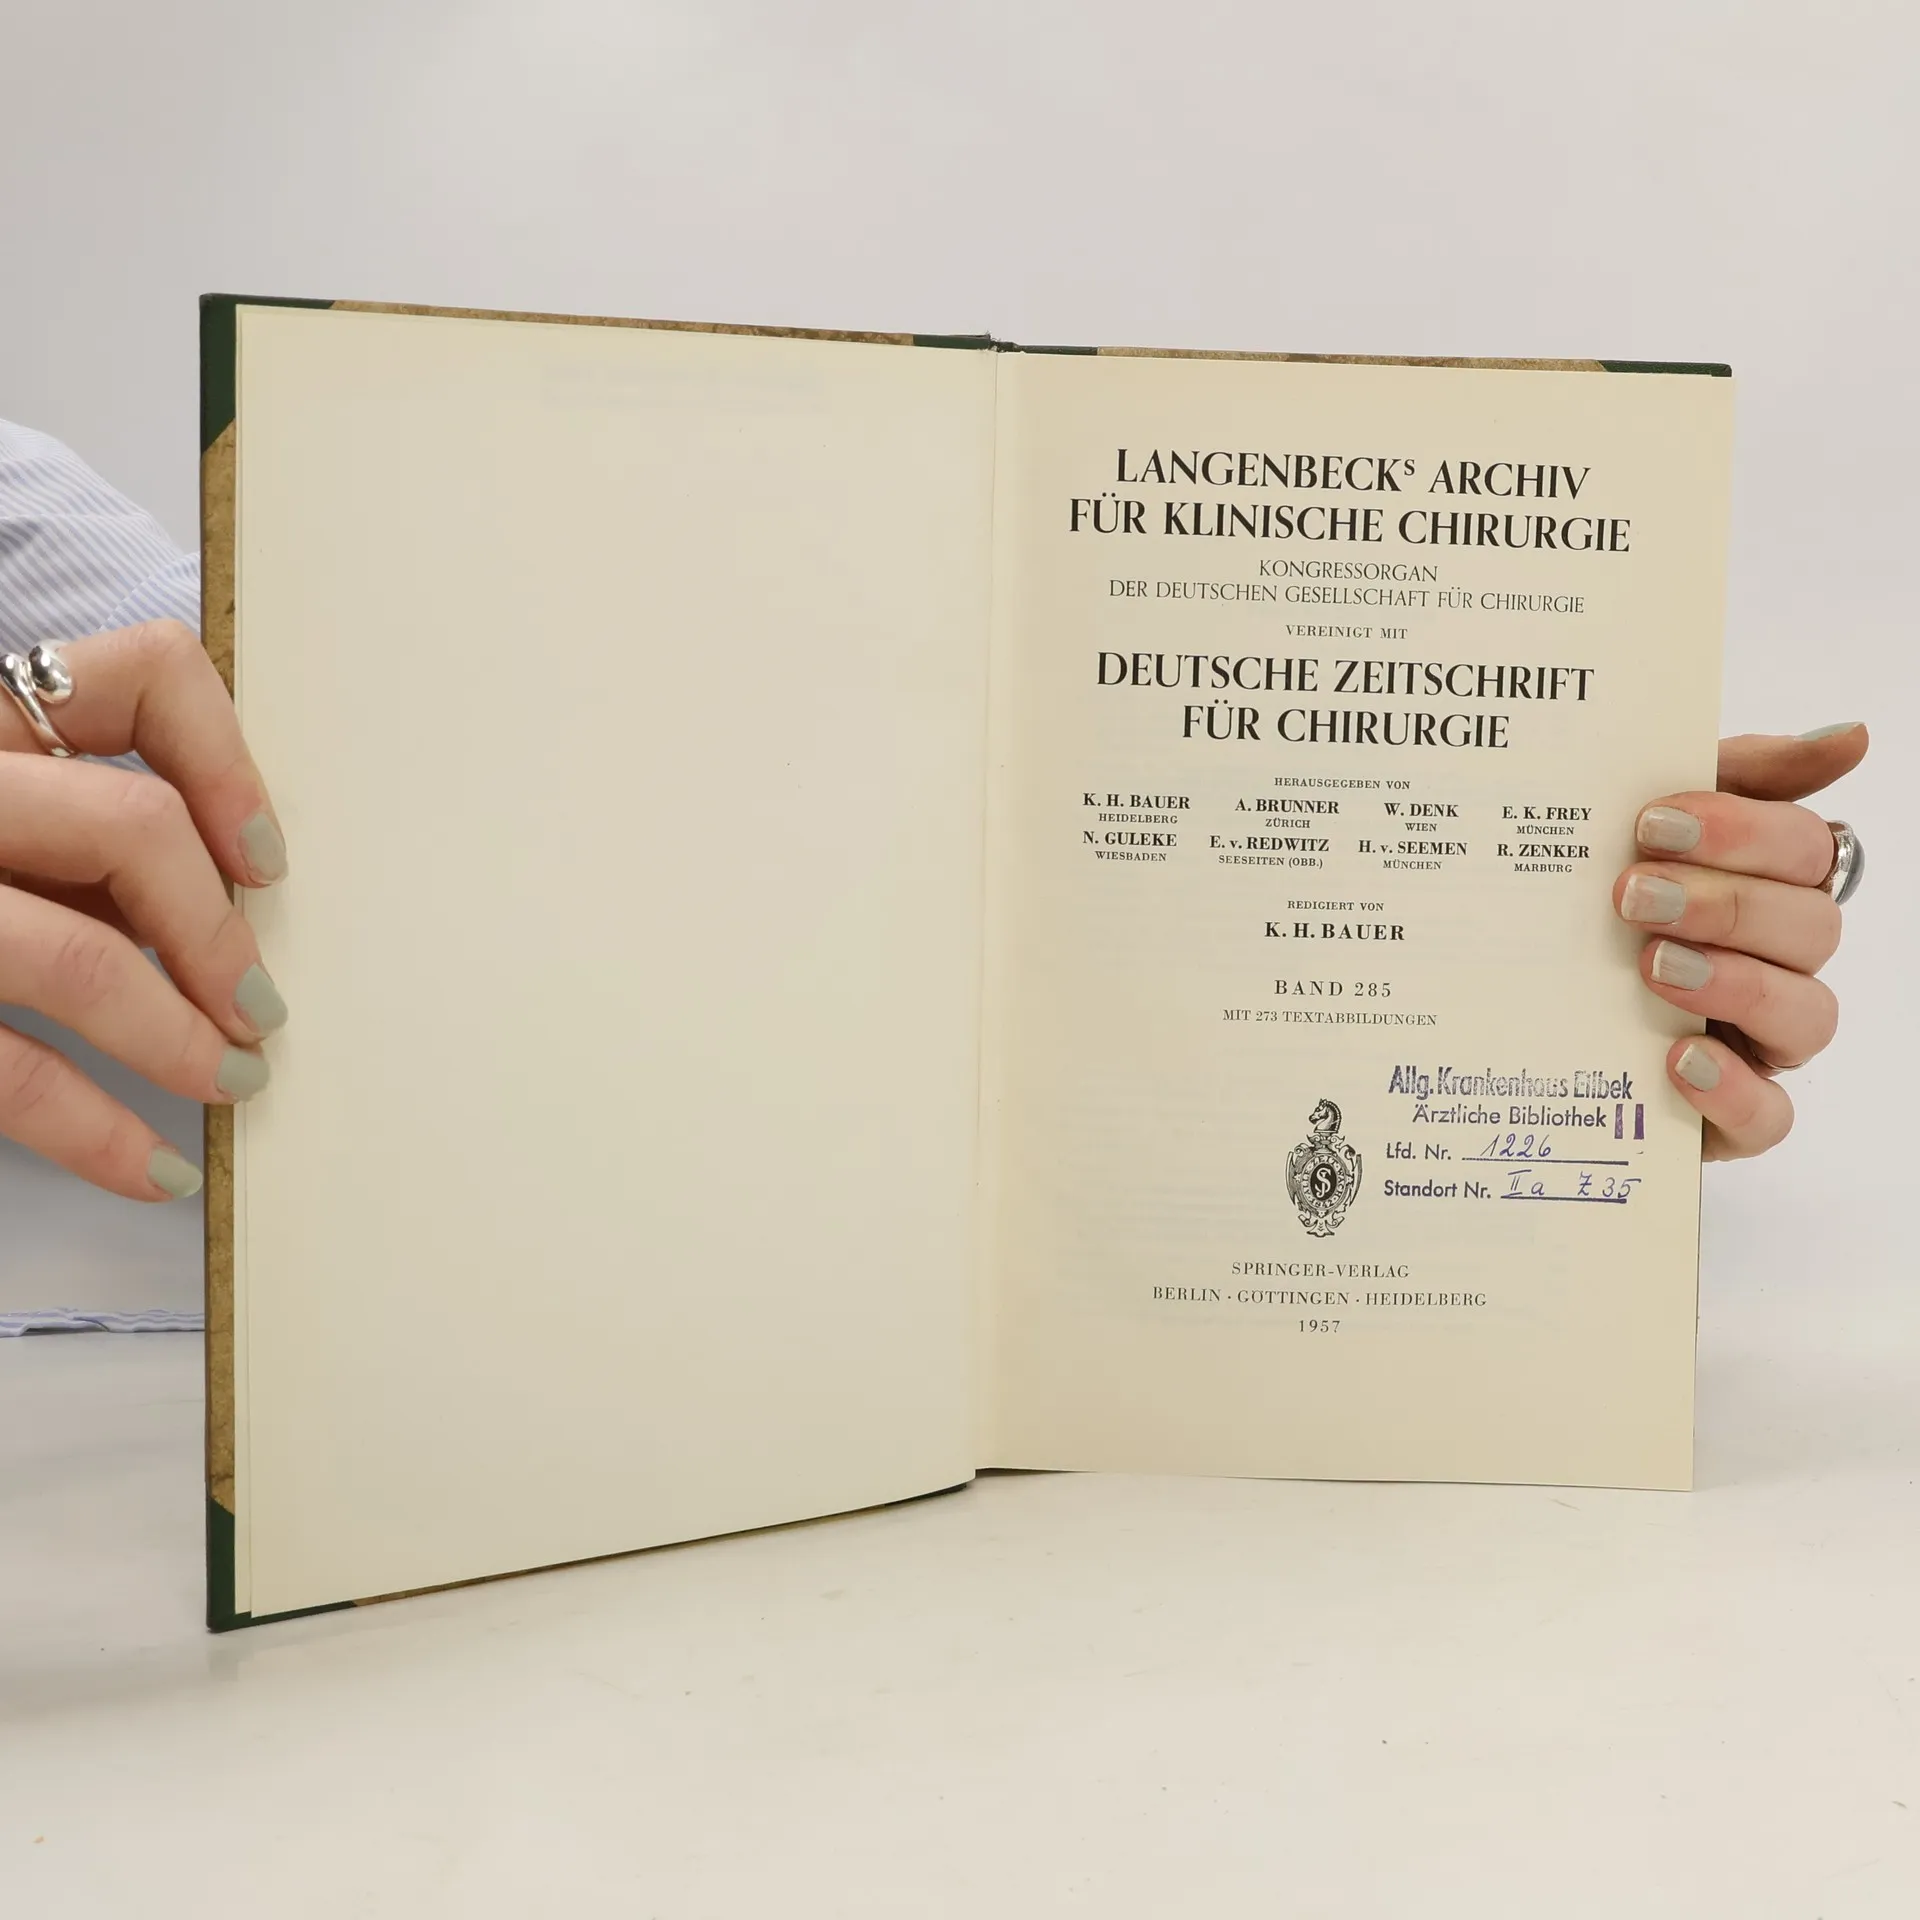 LANGENBECKS ARCHIV
FÜR KLINISCHE CHIRURGIE
KONGRESSORGAN
DER DEUTSCHEN GESELLSCHAFT FÜR CHIRURGIE
VEREINIGT MIT
DEUTSCHE ZEITSCHRIFT
FÜR CHIRURGIE
HERAUSGEGEBEN VON
K. H. BAUER A. BRUNNER W. DENK E. K. FREY
HEIDELBERG ZÜRICH WIEN MÜNCHEN
N. GULEKE E. v. REDWITZ H. v. SEEMEN R. ZENKER
WIESBADEN SEESEITEN (OBB.) MÜNCHEN MARBURG
REDIGIERT VON
K. H. BAUER
BAND 285
MIT 273 TEXTABBILDUNGEN
Allg. Krankenhaus Eilbek
Ärztliche Bibliothek II
Lfd. Nr. 1226
Standort Nr. II a Z 35
SPRINGER-VERLAG
BERLIN · GÖTTINGEN · HEIDELBERG
1957